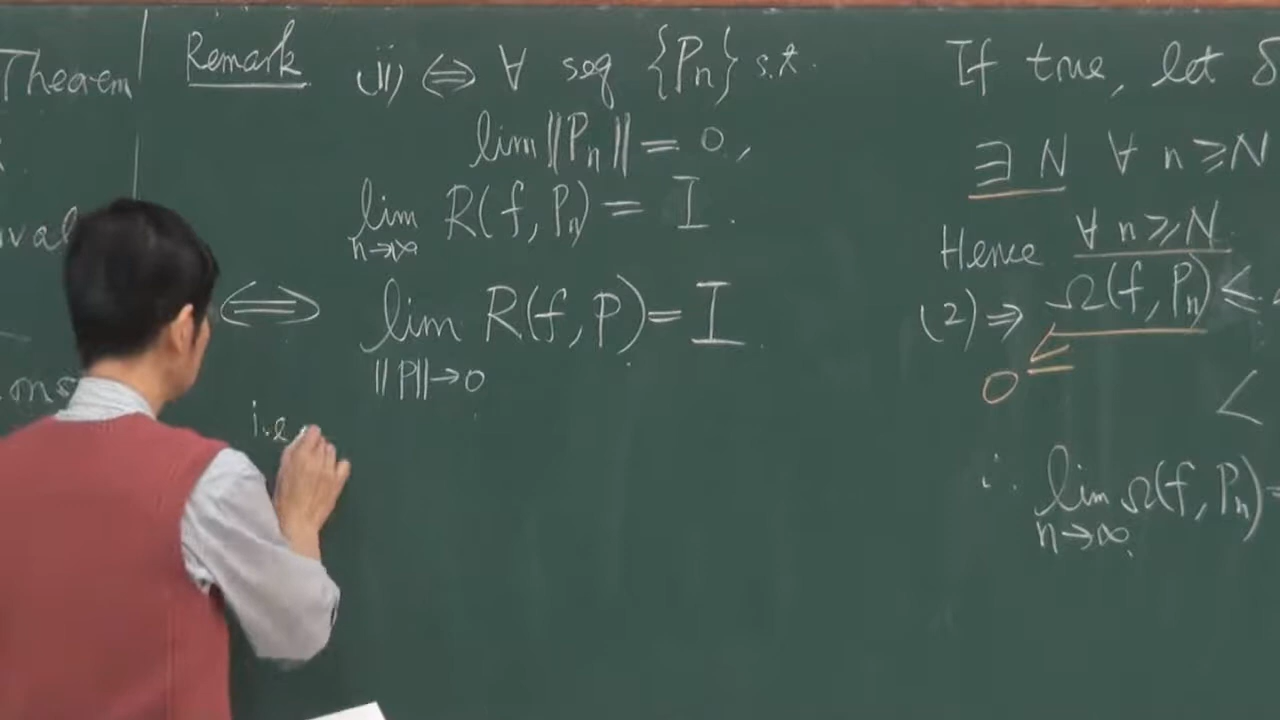 Theorem
Remark
(ii) ⇔ ∀ seq {Pn} s.t.
lim ||Pn|| = 0,
lim R(f, Pn) = I.
n→∞
⇔ lim R(f, P) = I
||P||→0
i.e
If true, let δ
∃ N ∀ n ≥ N
Hence ∀ n ≥ N
(2) ⇒ Ω(f, Pn) ≤
0
<
∴ lim Ω(f, Pn) =
n→∞